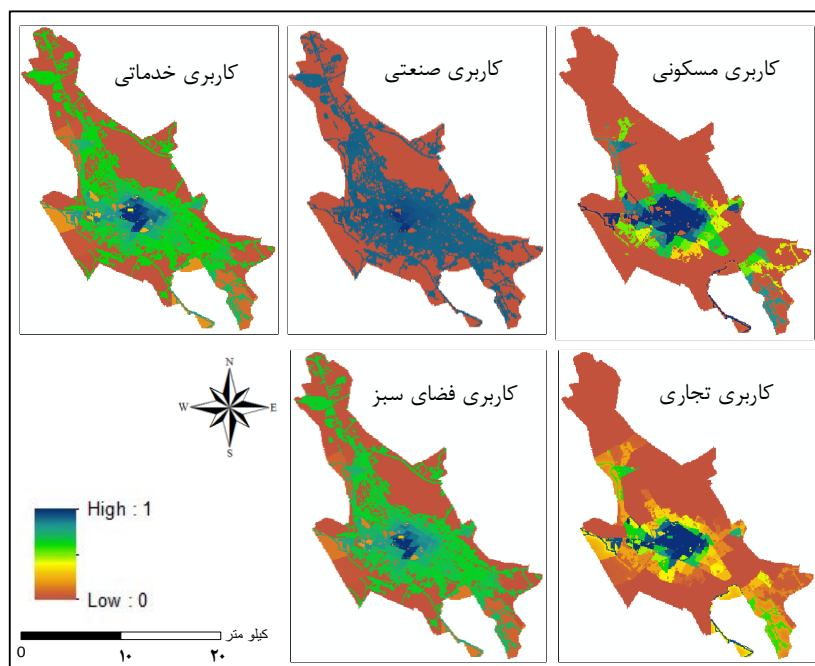 کاربری مسکونی
کاربری صنعتی
کاربری خدماتی
کاربری تجاری
کاربری فضای سبز
N
W E
S
High : 1
Low : 0
کیلو متر
0 ۱۰ ۲۰